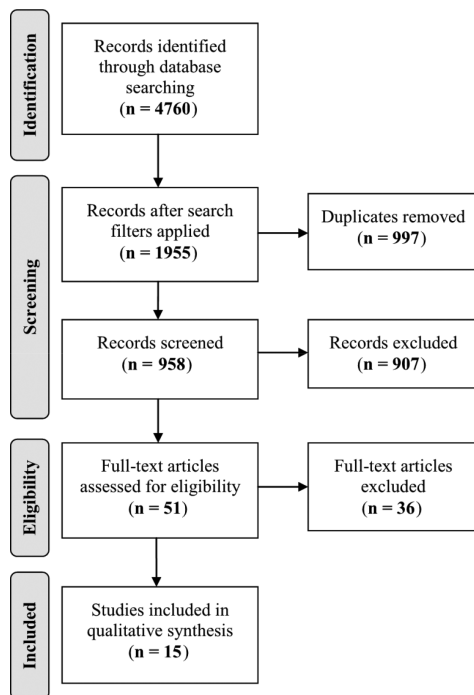 Identification
Records identified
through database
searching
(n = 4760)
Screening
Records after search
filters applied
(n = 1955)
Duplicates removed
(n = 997)
Records screened
(n = 958)
Records excluded
(n = 907)
Eligibility
Full-text articles
assessed for eligibility
(n = 51)
Full-text articles
excluded
(n = 36)
Included
Studies included in
qualitative synthesis
(n = 15)